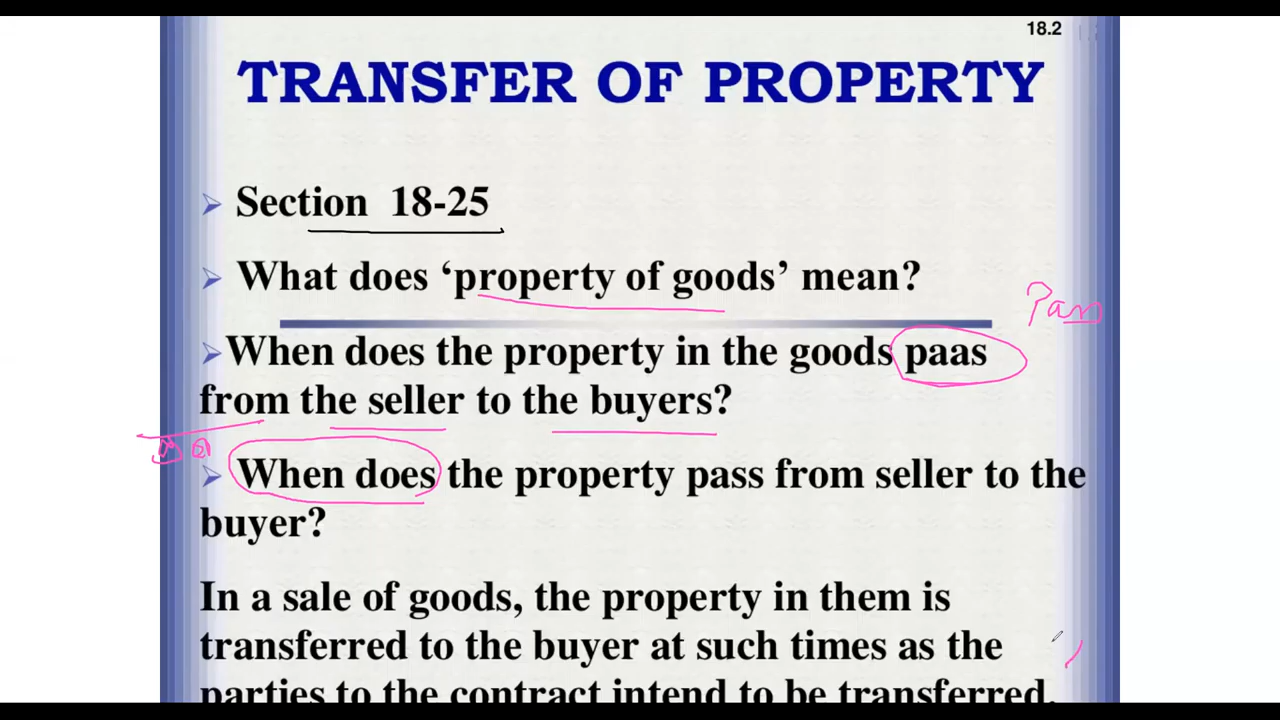 18.2
TRANSFER OF PROPERTY
➢ Section 18-25
➢ What does ‘property of goods’ mean?
Pass
➢When does the property in the goods paas
from the seller to the buyers?
➢ When does the property pass from seller to the
buyer?
In a sale of goods, the property in them is
transferred to the buyer at such times as the
parties to the contract intend to be transferred.